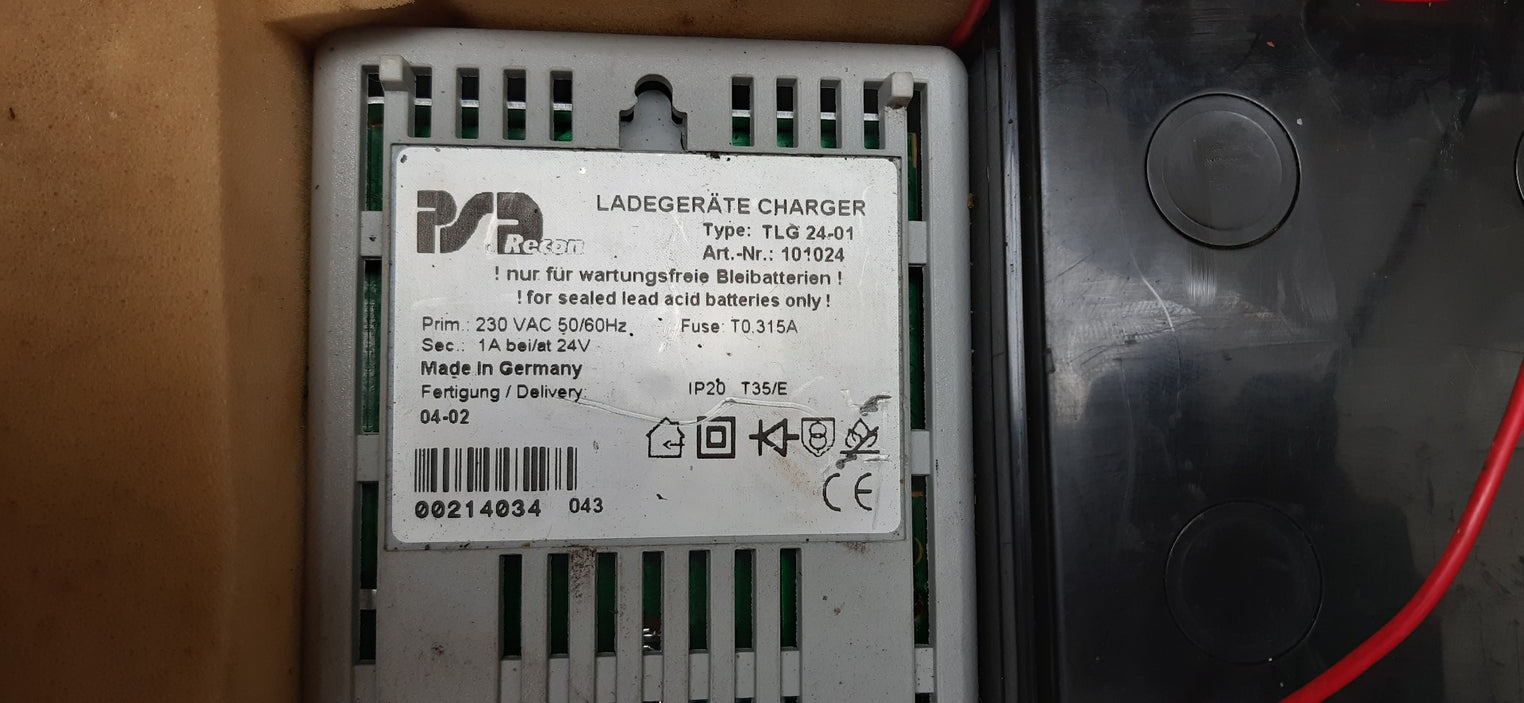 PSA Recon
LADEGERÄTE CHARGER
Type: TLG 24-01
Art.-Nr.: 101024
! nur für wartungsfreie Bleibatterien !
! for sealed lead acid batteries only !
Prim.: 230 VAC 50/60Hz Fuse: T0.315A
Sec.: 1A bei/at 24V
Made in Germany
Fertigung / Delivery: IP20 T35/E
04-02
CE
00214034 043